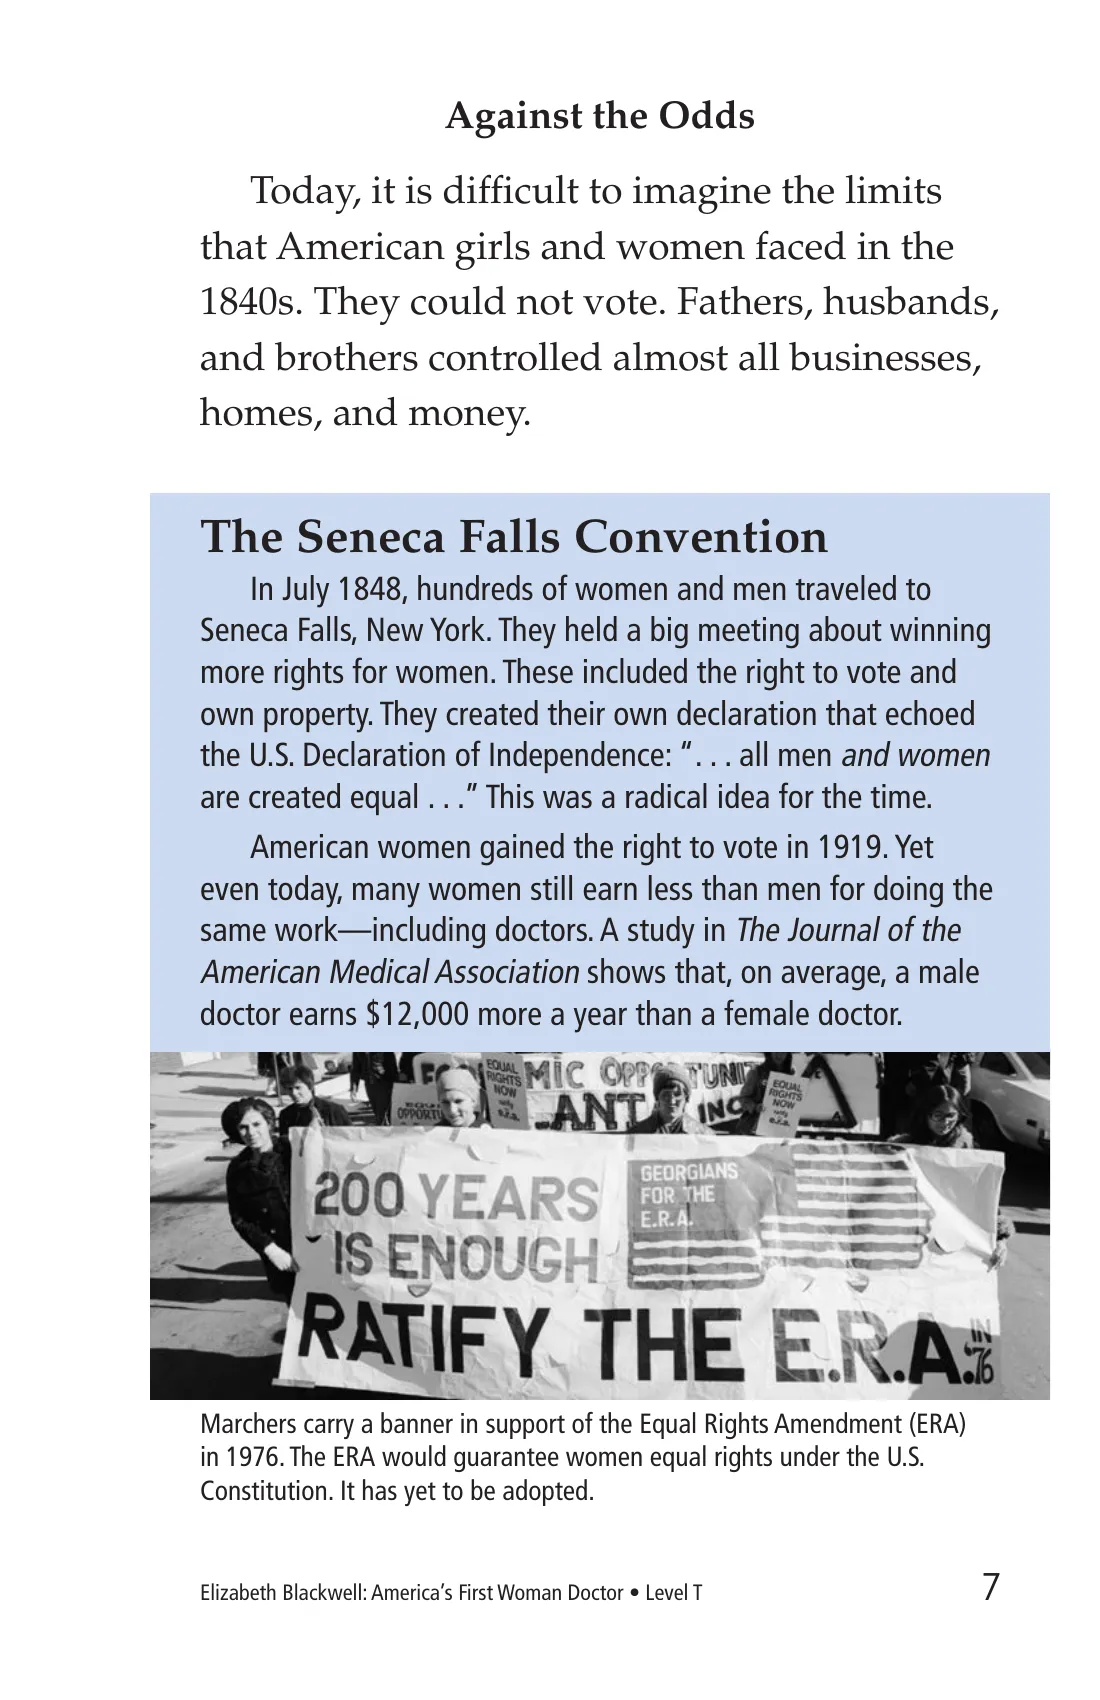 Against the Odds
Today, it is difficult to imagine the limits
that American girls and women faced in the
1840s. They could not vote. Fathers, husbands,
and brothers controlled almost all businesses,
homes, and money.
The Seneca Falls Convention
In July 1848, hundreds of women and men traveled to
Seneca Falls, New York. They held a big meeting about winning
more rights for women. These included the right to vote and
own property. They created their own declaration that echoed
the U.S. Declaration of Independence: “. . . all men and women
are created equal . . .” This was a radical idea for the time.
American women gained the right to vote in 1919. Yet
even today, many women still earn less than men for doing the
same work—including doctors. A study in The Journal of the
American Medical Association shows that, on average, a male
doctor earns $12,000 more a year than a female doctor.
EQUAL
RIGHTS
NOW
EQUAL
RIGHTS
NOW
e.r.a.
200 YEARS
IS ENOUGH
GEORGIANS
FOR THE
E.R.A.
RATIFY THE E.R.A. IN '76
Marchers carry a banner in support of the Equal Rights Amendment (ERA)
in 1976. The ERA would guarantee women equal rights under the U.S.
Constitution. It has yet to be adopted.
Elizabeth Blackwell: America’s First Woman Doctor • Level T 7